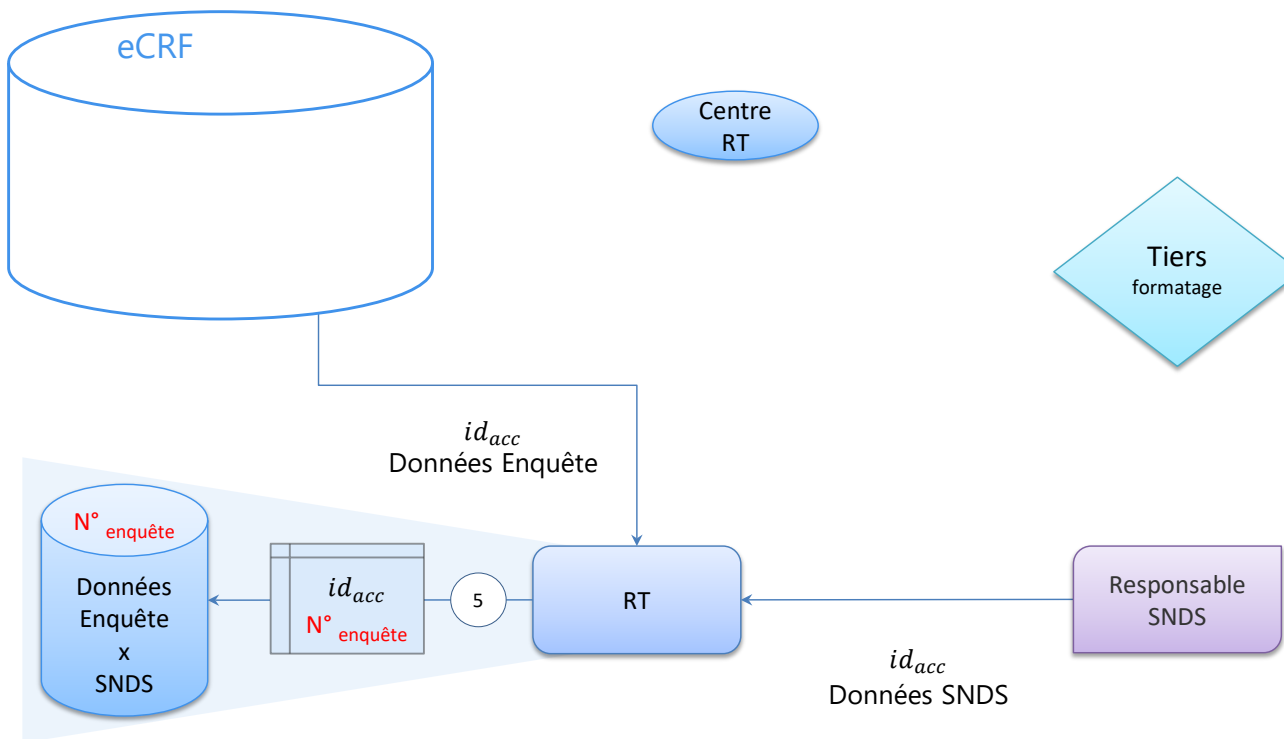 eCRF
Centre
RT
Tiers
formatage
id_acc
Données Enquête
N° enquête
Données
Enquête
x
SNDS
id_acc
N° enquête
5
RT
Responsable
SNDS
id_acc
Données SNDS